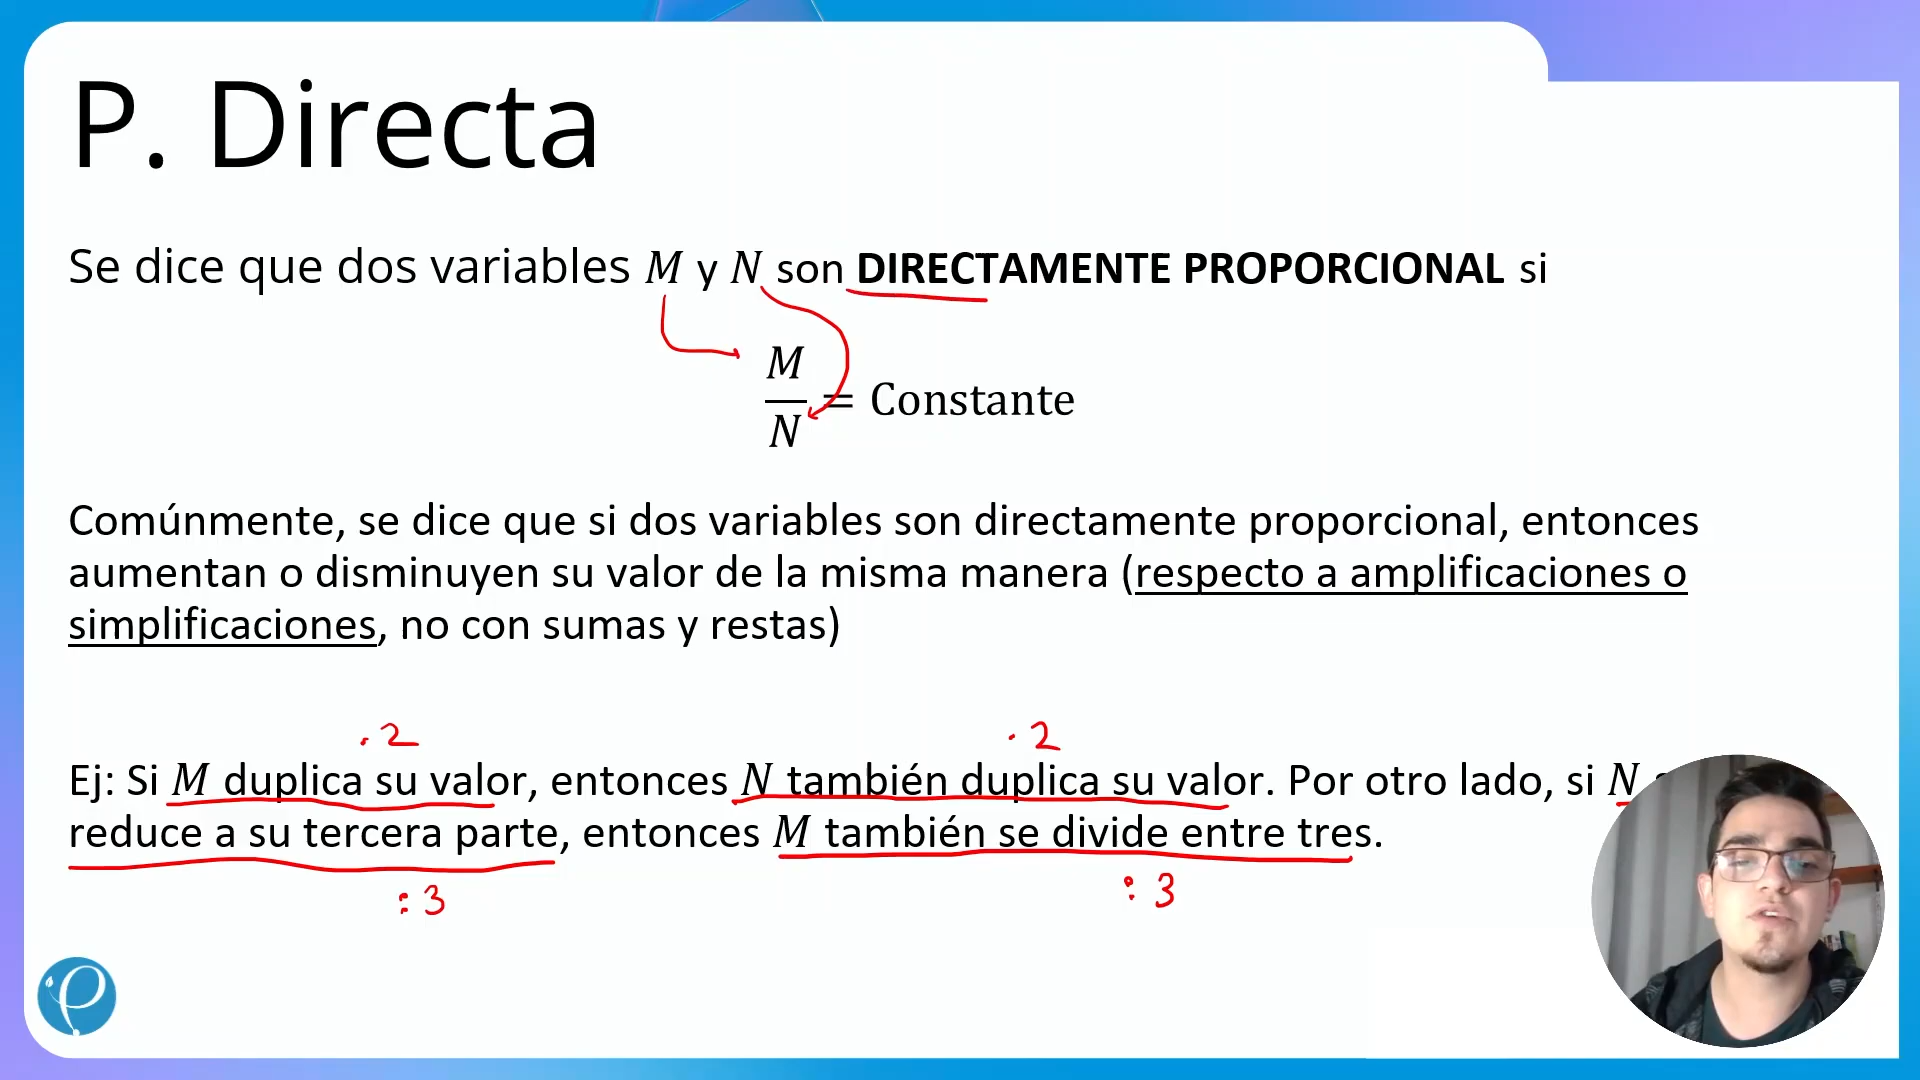 P. Directa
Se dice que dos variables M y N son DIRECTAMENTE PROPORCIONAL si
M
N
= Constante
Comúnmente, se dice que si dos variables son directamente proporcional, entonces
aumentan o disminuyen su valor de la misma manera (respecto a amplificaciones o
simplificaciones, no con sumas y restas)
· 2 · 2
Ej: Si M duplica su valor, entonces N también duplica su valor. Por otro lado, si N
reduce a su tercera parte, entonces M también se divide entre tres.
: 3 : 3